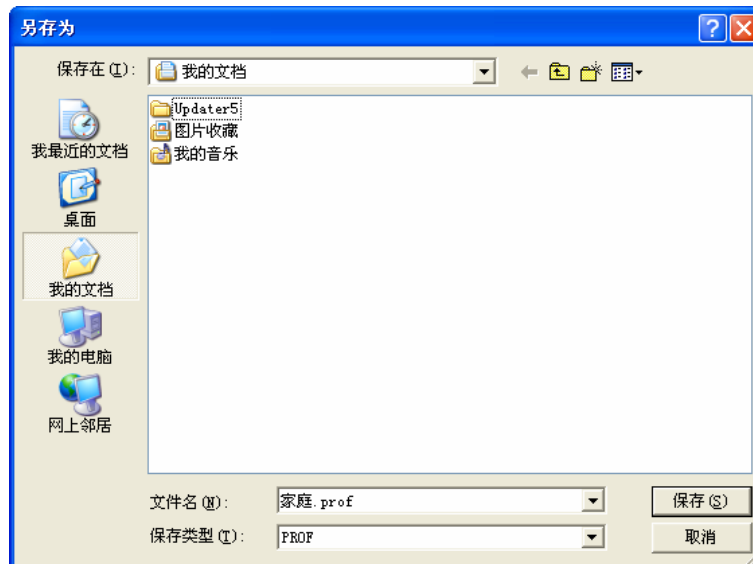 另存为
保存在(I):
我的文档
Updater5
图片收藏
我的音乐
我最近的文档
桌面
我的文档
我的电脑
网上邻居
文件名(N):
家庭.prof
保存(S)
保存类型(T):
PROF
取消